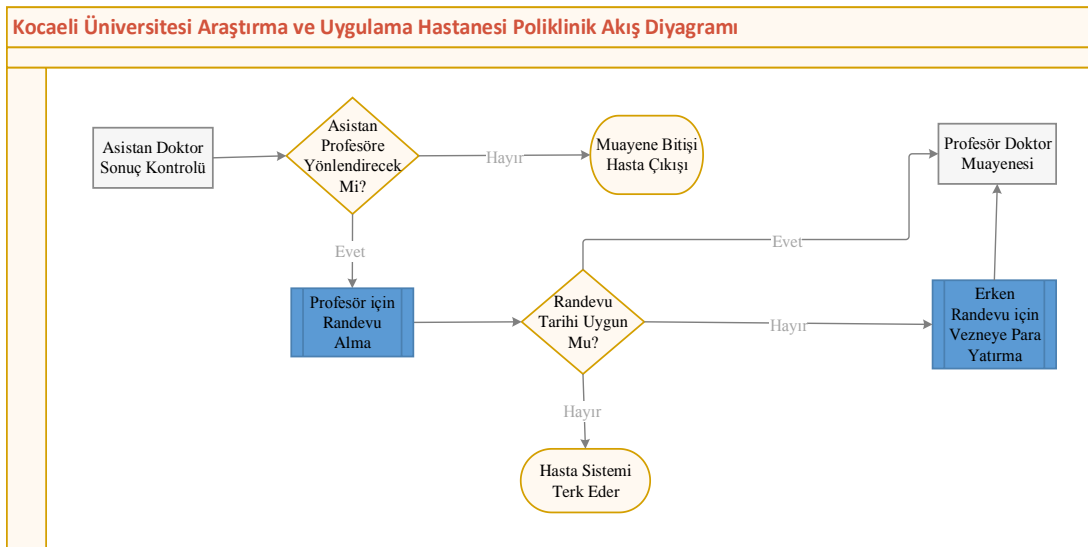 Kocaeli Üniversitesi Araştırma ve Uygulama Hastanesi Poliklinik Akış Diyagramı
Asistan Doktor
Sonuç Kontrolü
Asistan
Profesöre
Yönlendirecek
Mi?
Hayır
Muayene Bitişi
Hasta Çıkışı
Profesör Doktor
Muayenesi
Evet
Evet
Profesör için
Randevu
Alma
Randevu
Tarihi Uygun
Mu?
Hayır
Erken
Randevu için
Vezneye Para
Yatırma
Hayır
Hasta Sistemi
Terk Eder